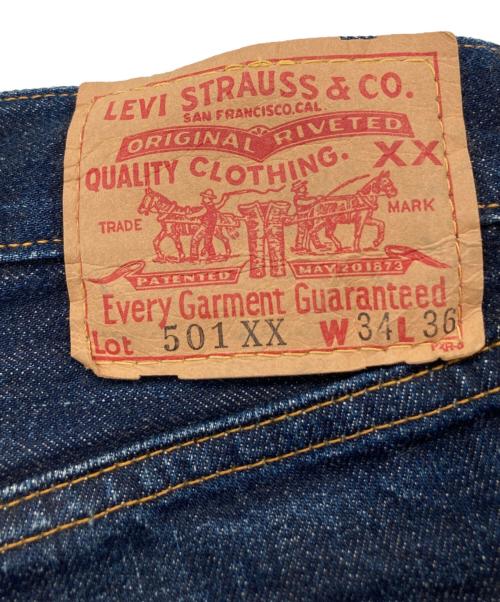 LEVI STRAUSS & CO.
SAN FRANCISCO.CAL.
ORIGINAL RIVETED
QUALITY CLOTHING. XX
TRADE MARK
PATENTED MAY 20 1873
Every Garment Guaranteed
Lot 501 XX W 34 L 36